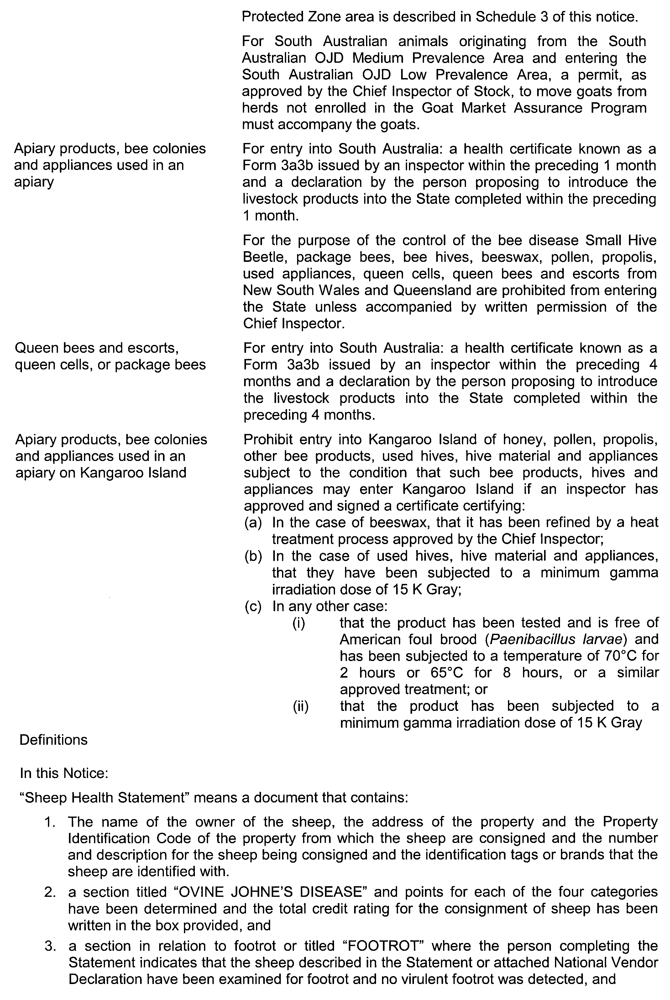 Protected Zone area is described in Schedule 3 of this notice.
For South Australian animals originating from the South
Australian OJD Medium Prevalence Area and entering the
South Australian OJD Low Prevalence Area, a permit, as
approved by the Chief Inspector of Stock, to move goats from
herds not enrolled in the Goat Market Assurance Program
must accompany the goats.
Apiary products, bee colonies
and appliances used in an
apiary
For entry into South Australia: a health certificate known as a
Form 3a3b issued by an inspector within the preceding 1 month
and a declaration by the person proposing to introduce the
livestock products into the State completed within the preceding
1 month.
For the purpose of the control of the bee disease Small Hive
Beetle, package bees, bee hives, beeswax, pollen, propolis,
used appliances, queen cells, queen bees and escorts from
New South Wales and Queensland are prohibited from entering
the State unless accompanied by written permission of the
Chief Inspector.
Queen bees and escorts,
queen cells, or package bees
For entry into South Australia: a health certificate known as a
Form 3a3b issued by an inspector within the preceding 4
months and a declaration by the person proposing to introduce
the livestock products into the State completed within the
preceding 4 months.
Apiary products, bee colonies
and appliances used in an
apiary on Kangaroo Island
Prohibit entry into Kangaroo Island of honey, pollen, propolis,
other bee products, used hives, hive material and appliances
subject to the condition that such bee products, hives and
appliances may enter Kangaroo Island if an inspector has
approved and signed a certificate certifying:
(a) In the case of beeswax, that it has been refined by a heat
treatment process approved by the Chief Inspector;
(b) In the case of used hives, hive material and appliances,
that they have been subjected to a minimum gamma
irradiation dose of 15 K Gray;
(c) In any other case:
(i) that the product has been tested and is free of
American foul brood (Paenibacillus larvae) and
has been subjected to a temperature of 70°C for
2 hours or 65°C for 8 hours, or a similar
approved treatment; or
(ii) that the product has been subjected to a
minimum gamma irradiation dose of 15 K Gray
Definitions
In this Notice:
“Sheep Health Statement” means a document that contains:
1. The name of the owner of the sheep, the address of the property and the Property
Identification Code of the property from which the sheep are consigned and the number
and description for the sheep being consigned and the identification tags or brands that the
sheep are identified with.
2. a section titled “OVINE JOHNE’S DISEASE” and points for each of the four categories
have been determined and the total credit rating for the consignment of sheep has been
written in the box provided, and
3. a section in relation to footrot or titled “FOOTROT” where the person completing the
Statement indicates that the sheep described in the Statement or attached National Vendor
Declaration have been examined for footrot and no virulent footrot was detected, and